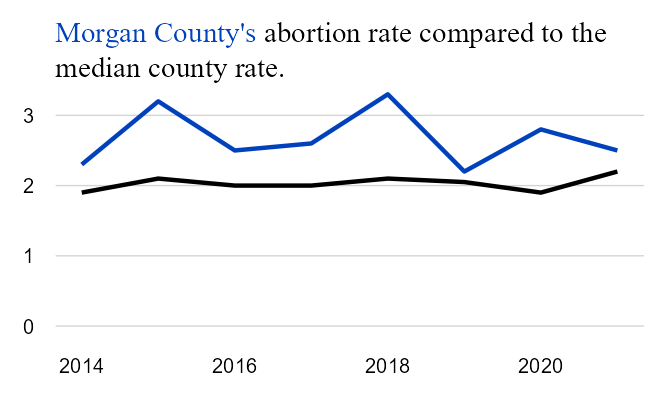 Morgan County's abortion rate compared to the
median county rate.
3
2
1
0
2014 2016 2018 2020